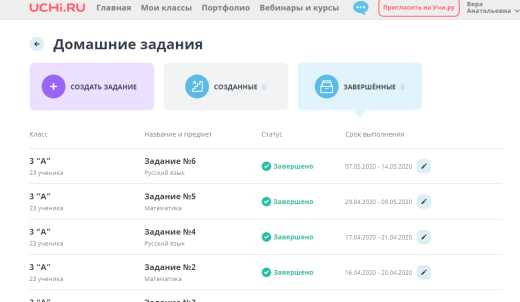 UCHi.RU Главная Мои классы Портфолио Вебинары и курсы Пригласить на Учи.ру Вера Анатольевна
Домашние задания
СОЗДАТЬ ЗАДАНИЕ СОЗДАННЫЕ 0 ЗАВЕРШЁННЫЕ 6
Класс Название и предмет Статус Срок выполнения
3 "А" Задание №6 Завершено 07.05.2020 - 14.05.2020
23 ученика Русский язык
3 "А" Задание №5 Завершено 29.04.2020 - 09.05.2020
23 ученика Математика
3 "А" Задание №4 Завершено 17.04.2020 - 21.04.2020
23 ученика Русский язык
3 "А" Задание №2 Завершено 16.04.2020 - 20.04.2020
23 ученика Математика
3 "А"